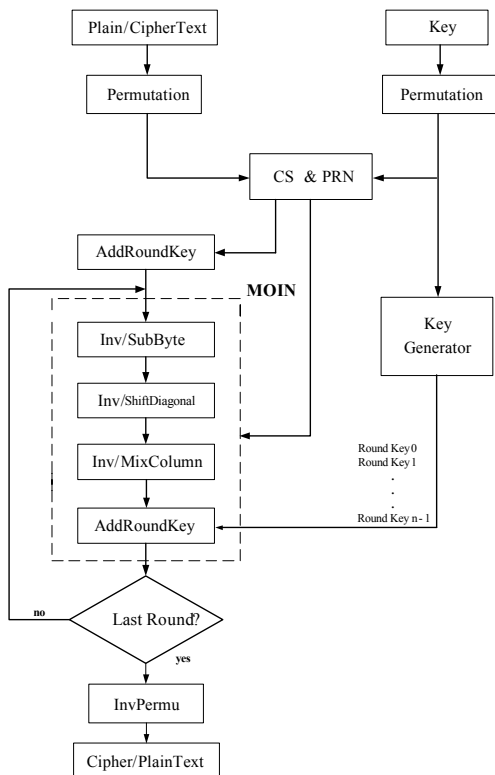 Plain/CipherText
Key
Permutation
Permutation
CS & PRN
AddRoundKey
MOIN
Inv/SubByte
Key
Generator
Inv/ShiftDiagonal
Inv/MixColumn
Round Key 0
Round Key 1
.
.
.
Round Key n - 1
AddRoundKey
Last Round?
no
yes
InvPermu
Cipher/PlainText